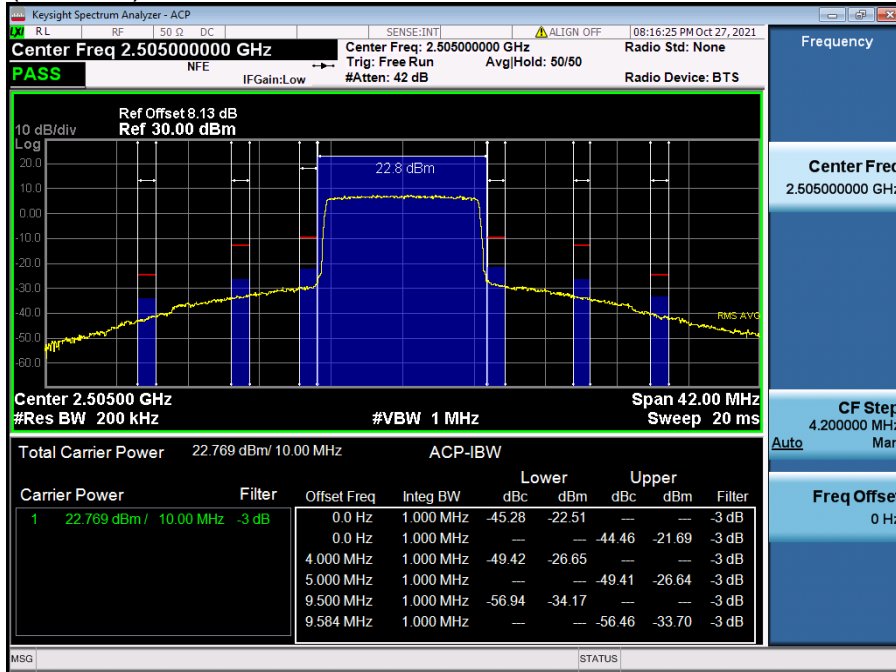 Keysight Spectrum Analyzer - ACP
LXI RL RF 50 Ω DC SENSE:INT ALIGN OFF 08:16:25 PM Oct 27, 2021
Center Freq 2.505000000 GHz Center Freq: 2.505000000 GHz Radio Std: None
NFE Trig: Free Run Avg|Hold: 50/50
PASS IFGain:Low #Atten: 42 dB Radio Device: BTS
Ref Offset 8.13 dB
10 dB/div Ref 30.00 dBm
Log
20.0
22.8 dBm
10.0
0.00
-10.0
-20.0
-30.0
-40.0
RMS AVG
-50.0
-60.0
Center 2.50500 GHz Span 42.00 MHz
#Res BW 200 kHz #VBW 1 MHz Sweep 20 ms
Total Carrier Power 22.769 dBm/ 10.00 MHz ACP-IBW
Lower Upper
Carrier Power Filter Offset Freq Integ BW dBc dBm dBc dBm Filter
1 22.769 dBm / 10.00 MHz -3 dB 0.0 Hz 1.000 MHz -45.28 -22.51 --- --- -3 dB
0.0 Hz 1.000 MHz --- --- -44.46 -21.69 -3 dB
4.000 MHz 1.000 MHz -49.42 -26.65 --- --- -3 dB
5.000 MHz 1.000 MHz --- --- -49.41 -26.64 -3 dB
9.500 MHz 1.000 MHz -56.94 -34.17 --- --- -3 dB
9.584 MHz 1.000 MHz --- --- -56.46 -33.70 -3 dB
MSG STATUS
Frequency
Center Freq
2.505000000 GHz
CF Step
4.200000 MHz
Auto Man
Freq Offset
0 Hz